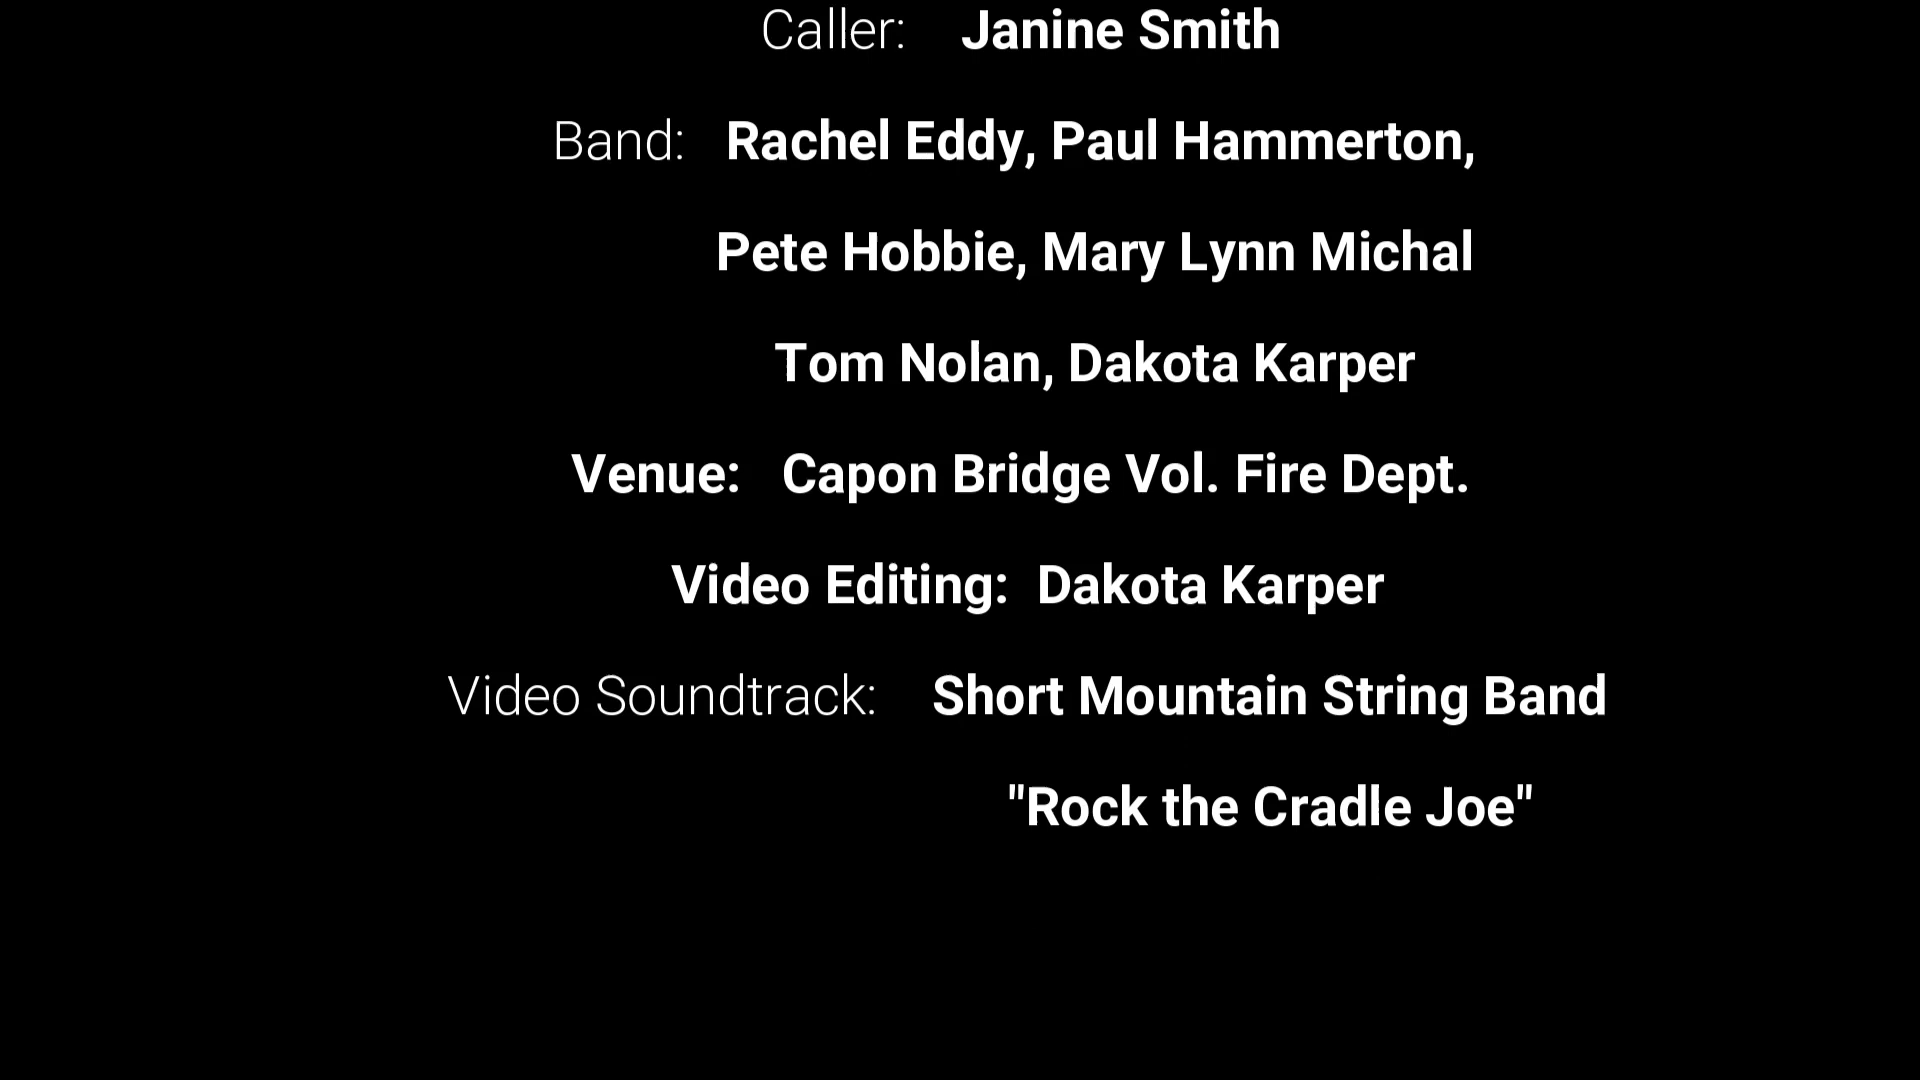 Caller: Janine Smith
Band: Rachel Eddy, Paul Hammerton,
Pete Hobbie, Mary Lynn Michal
Tom Nolan, Dakota Karper
Venue: Capon Bridge Vol. Fire Dept.
Video Editing: Dakota Karper
Video Soundtrack: Short Mountain String Band
"Rock the Cradle Joe"